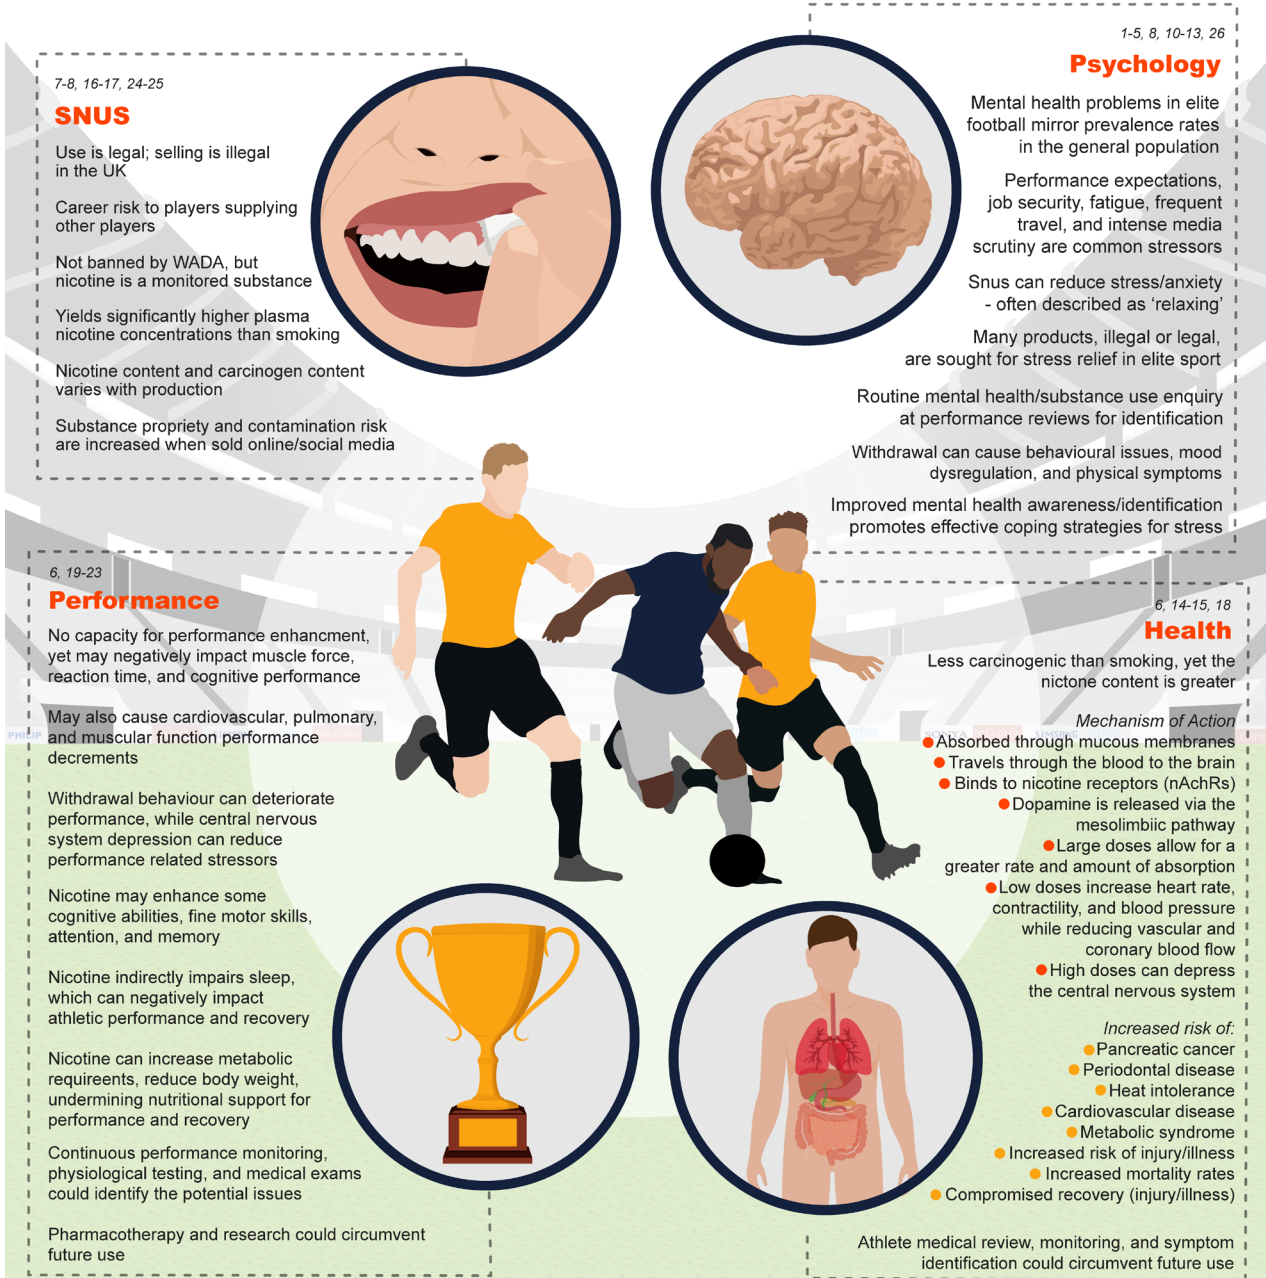 7-8, 16-17, 24-25
SNUS
Use is legal; selling is illegal
in the UK
Career risk to players supplying
other players
Not banned by WADA, but
nicotine is a monitored substance
Yields significantly higher plasma
nicotine concentrations than smoking
Nicotine content and carcinogen content
varies with production
Substance propriety and contamination risk
are increased when sold online/social media
1-5, 8, 10-13, 26
Psychology
Mental health problems in elite
football mirror prevalence rates
in the general population
Performance expectations,
job security, fatigue, frequent
travel, and intense media
scrutiny are common stressors
Snus can reduce stress/anxiety
- often described as ‘relaxing’
Many products, illegal or legal,
are sought for stress relief in elite sport
Routine mental health/substance use enquiry
at performance reviews for identification
Withdrawal can cause behavioural issues, mood
dysregulation, and physical symptoms
Improved mental health awareness/identification
promotes effective coping strategies for stress
6, 19-23
Performance
No capacity for performance enhancment,
yet may negatively impact muscle force,
reaction time, and cognitive performance
May also cause cardiovascular, pulmonary,
and muscular function performance
decrements
Withdrawal behaviour can deteriorate
performance, while central nervous
system depression can reduce
performance related stressors
Nicotine may enhance some
cognitive abilities, fine motor skills,
attention, and memory
Nicotine indirectly impairs sleep,
which can negatively impact
athletic performance and recovery
Nicotine can increase metabolic
requireents, reduce body weight,
undermining nutritional support for
performance and recovery
Continuous performance monitoring,
physiological testing, and medical exams
could identify the potential issues
Pharmacotherapy and research could circumvent
future use
6, 14-15, 18
Health
Less carcinogenic than smoking, yet the
nictone content is greater
Mechanism of Action
Absorbed through mucous membranes
Travels through the blood to the brain
Binds to nicotine receptors (nAchRs)
Dopamine is released via the
mesolimbiic pathway
Large doses allow for a
greater rate and amount of absorption
Low doses increase heart rate,
contractility, and blood pressure
while reducing vascular and
coronary blood flow
High doses can depress
the central nervous system
Increased risk of:
Pancreatic cancer
Periodontal disease
Heat intolerance
Cardiovascular disease
Metabolic syndrome
Increased risk of injury/illness
Increased mortality rates
Compromised recovery (injury/illness)
Athlete medical review, monitoring, and symptom
identification could circumvent future use
PHILIP
SONYA
SIMSBNG